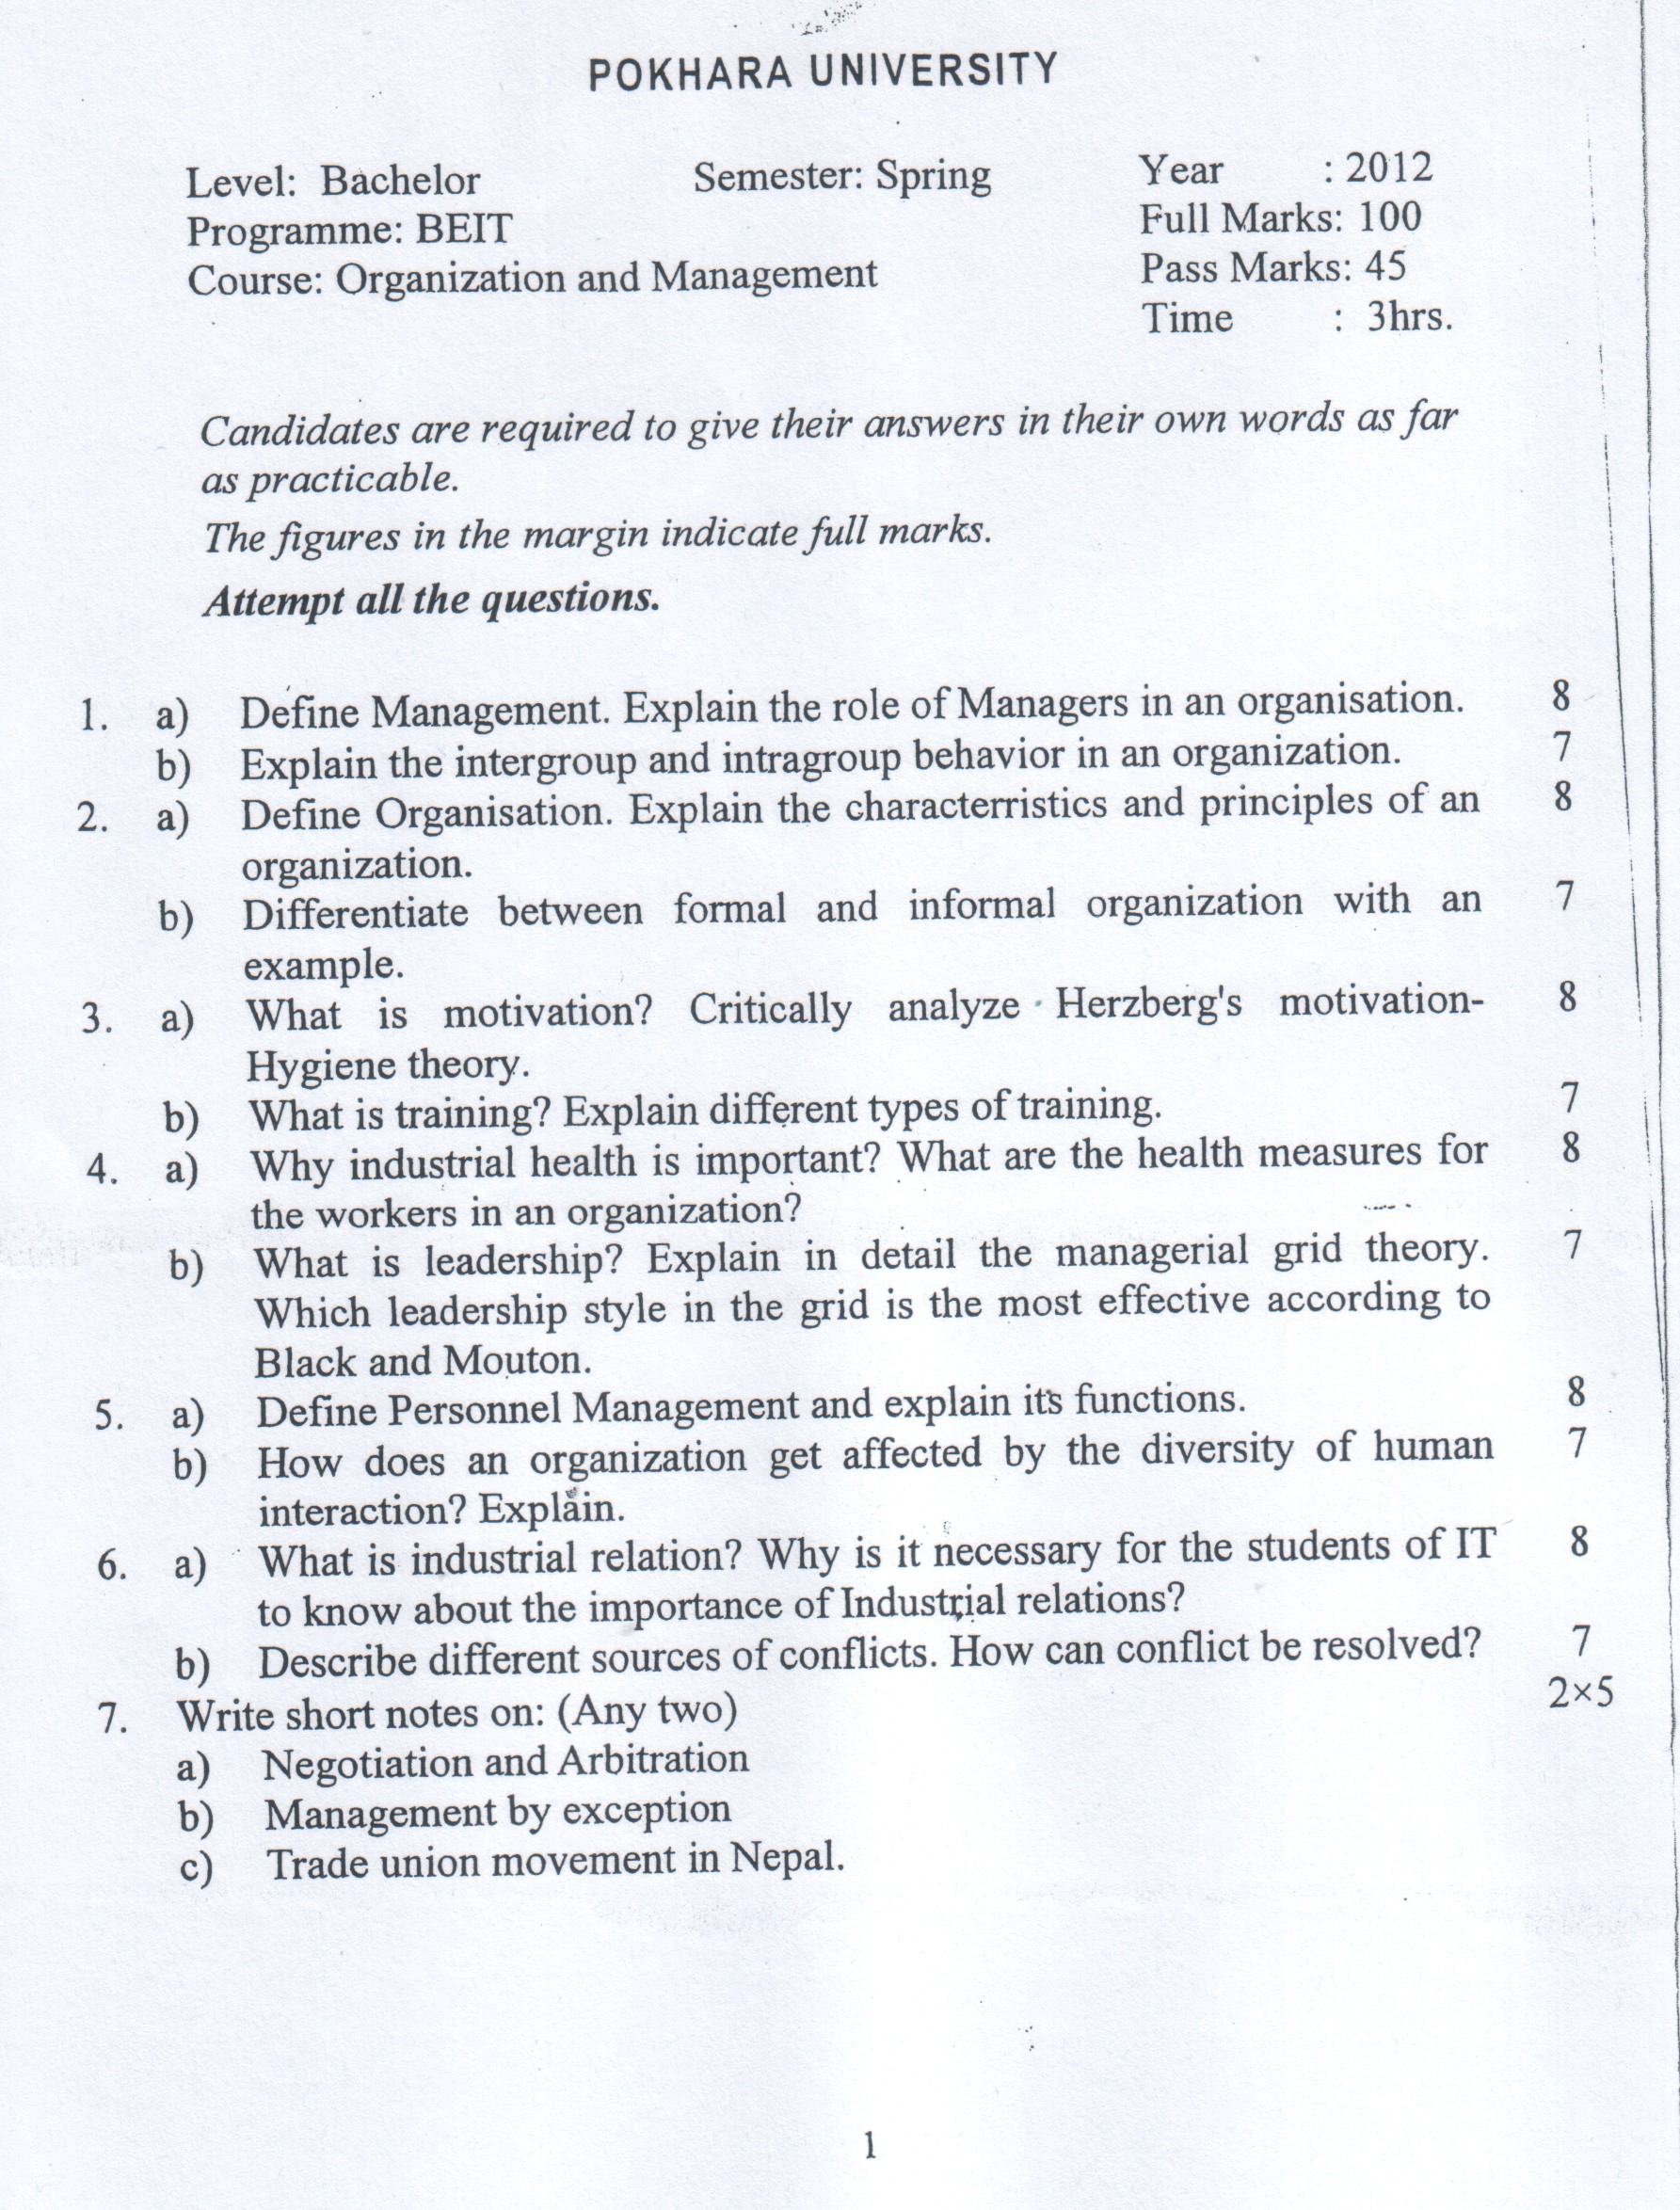 POKHARA UNIVERSITY
Level: Bachelor Semester: Spring Year : 2012
Programme: BEIT Full Marks: 100
Course: Organization and Management Pass Marks: 45
Time : 3hrs.
Candidates are required to give their answers in their own words as far
as practicable.
The figures in the margin indicate full marks.
Attempt all the questions.
1. a) Define Management. Explain the role of Managers in an organisation. 8
b) Explain the intergroup and intragroup behavior in an organization. 7
2. a) Define Organisation. Explain the characterristics and principles of an 8
organization.
b) Differentiate between formal and informal organization with an 7
example.
3. a) What is motivation? Critically analyze Herzberg's motivation- 8
Hygiene theory.
b) What is training? Explain different types of training. 7
4. a) Why industrial health is important? What are the health measures for 8
the workers in an organization?
b) What is leadership? Explain in detail the managerial grid theory. 7
Which leadership style in the grid is the most effective according to
Black and Mouton.
5. a) Define Personnel Management and explain its functions. 8
b) How does an organization get affected by the diversity of human 7
interaction? Explain.
6. a) What is industrial relation? Why is it necessary for the students of IT 8
to know about the importance of Industrial relations?
b) Describe different sources of conflicts. How can conflict be resolved? 7
7. Write short notes on: (Any two) 2×5
a) Negotiation and Arbitration
b) Management by exception
c) Trade union movement in Nepal.
1